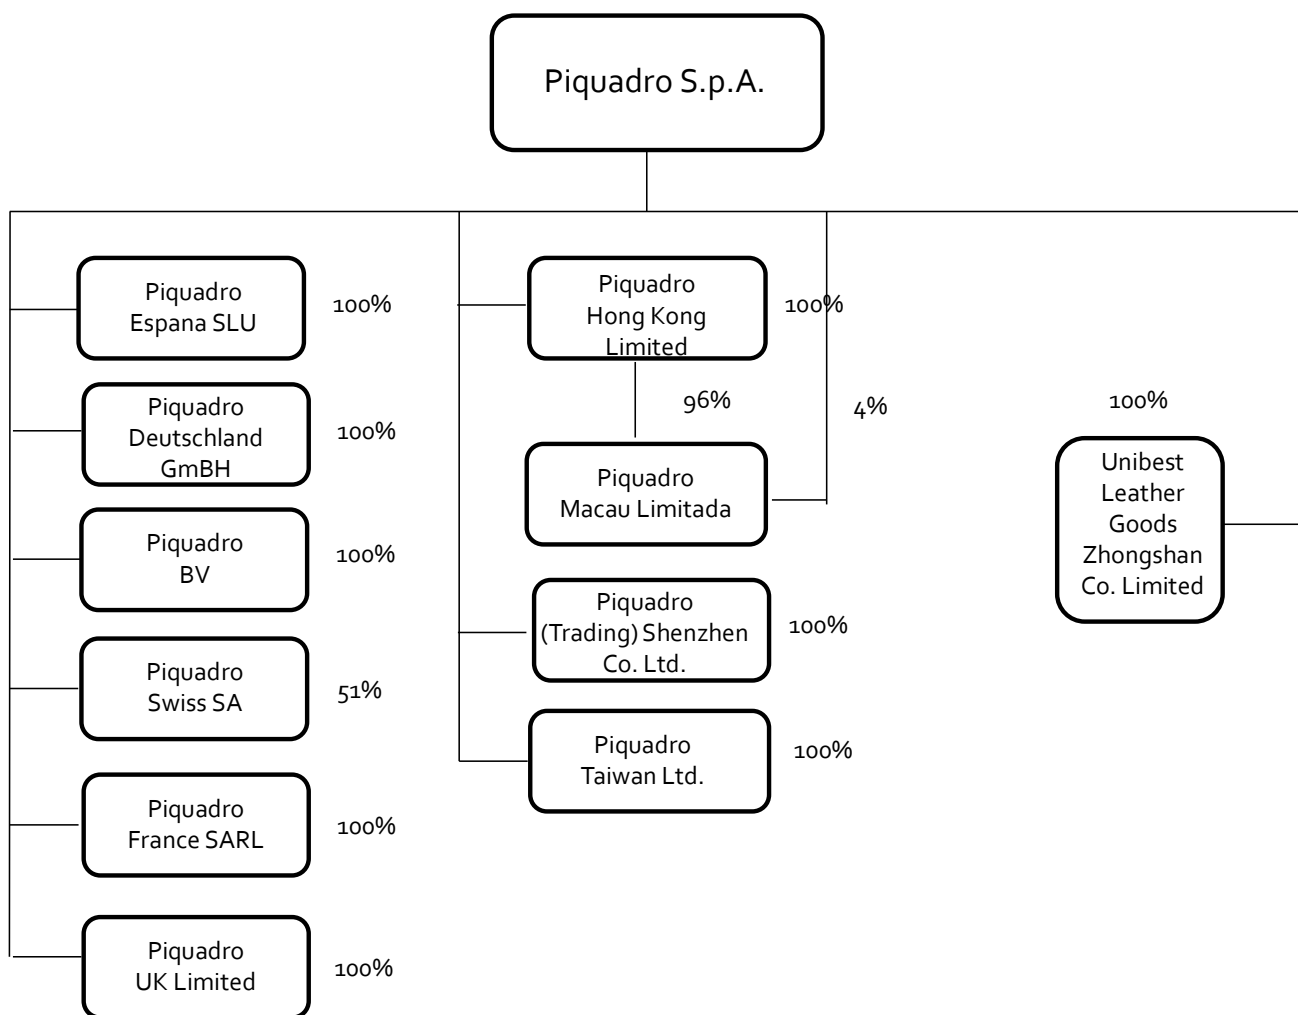 Piquadro S.p.A.
Piquadro
Espana SLU
100%
Piquadro
Deutschland
GmBH
100%
Piquadro
BV
100%
Piquadro
Swiss SA
51%
Piquadro
France SARL
100%
Piquadro
UK Limited
100%
Piquadro
Hong Kong
Limited
100%
96%
4%
Piquadro
Macau Limitada
Piquadro
(Trading) Shenzhen
Co. Ltd.
100%
Piquadro
Taiwan Ltd.
100%
100%
Unibest
Leather
Goods
Zhongshan
Co. Limited